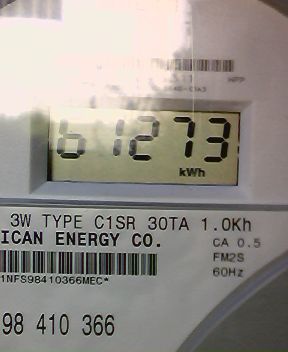 61273
kWh
3W TYPE C1SR 30TA 1.0Kh
ICAN ENERGY CO.
CA 0.5
FM2S
60Hz
1NFS98410366MEC*
98 410 366